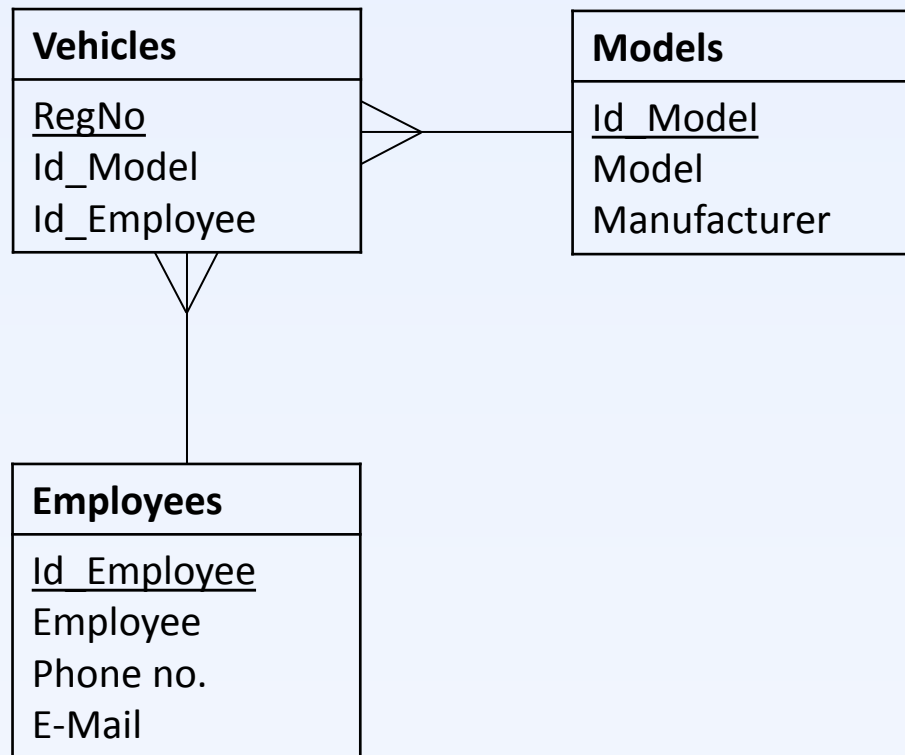 Vehicles
RegNo
Id_Model
Id_Employee
Models
Id_Model
Model
Manufacturer
Employees
Id_Employee
Employee
Phone no.
E-Mail